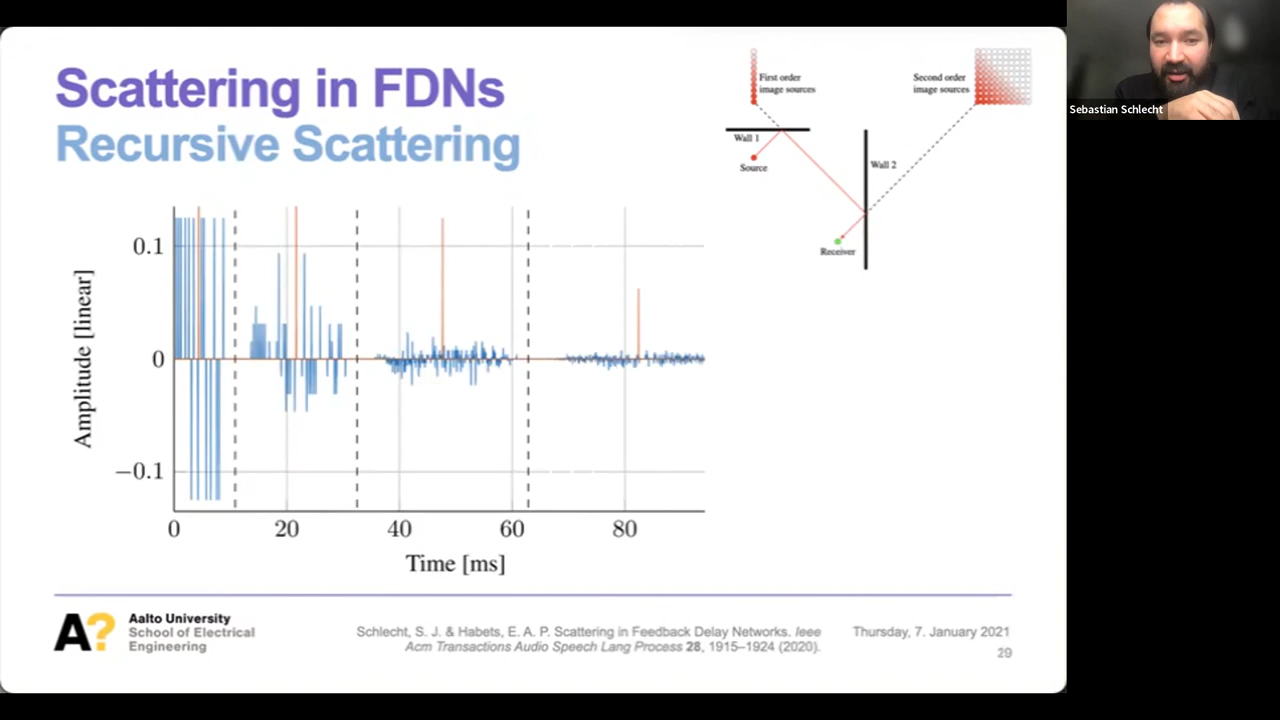 Scattering in FDNs
Recursive Scattering
First order
image sources
Second order
image sources
Wall 1
Source
Wall 2
Receiver
Sebastian Schlecht
0.1
0
−0.1
Amplitude [linear]
0 20 40 60 80
Time [ms]
A?
Aalto University
School of Electrical
Engineering
Schlecht, S. J. & Habets, E. A. P. Scattering in Feedback Delay Networks. Ieee
Acm Transactions Audio Speech Lang Process 28, 1915–1924 (2020).
Thursday, 7. January 2021
29